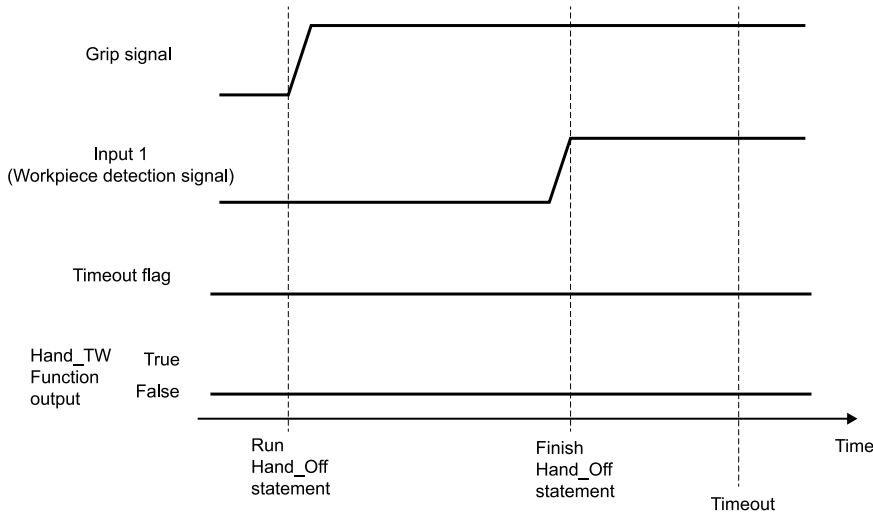 Grip signal
Input 1
(Workpiece detection signal)
Timeout flag
Hand_TW
Function
output
True
False
Run
Hand_Off
statement
Finish
Hand_Off
statement
Timeout
Time